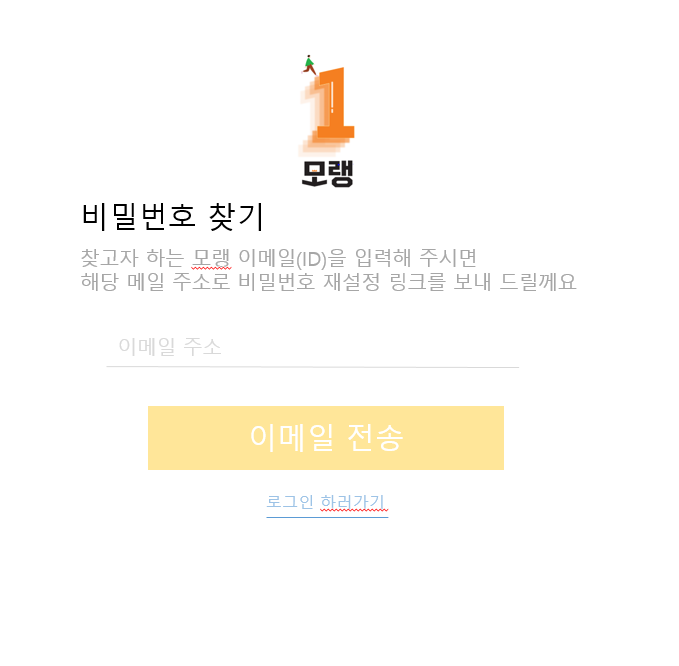 1
모랭
비밀번호 찾기
찾고자 하는 모랭 이메일(ID)을 입력해 주시면
해당 메일 주소로 비밀번호 재설정 링크를 보내 드릴께요
이메일 주소
이메일 전송
로그인 하러가기